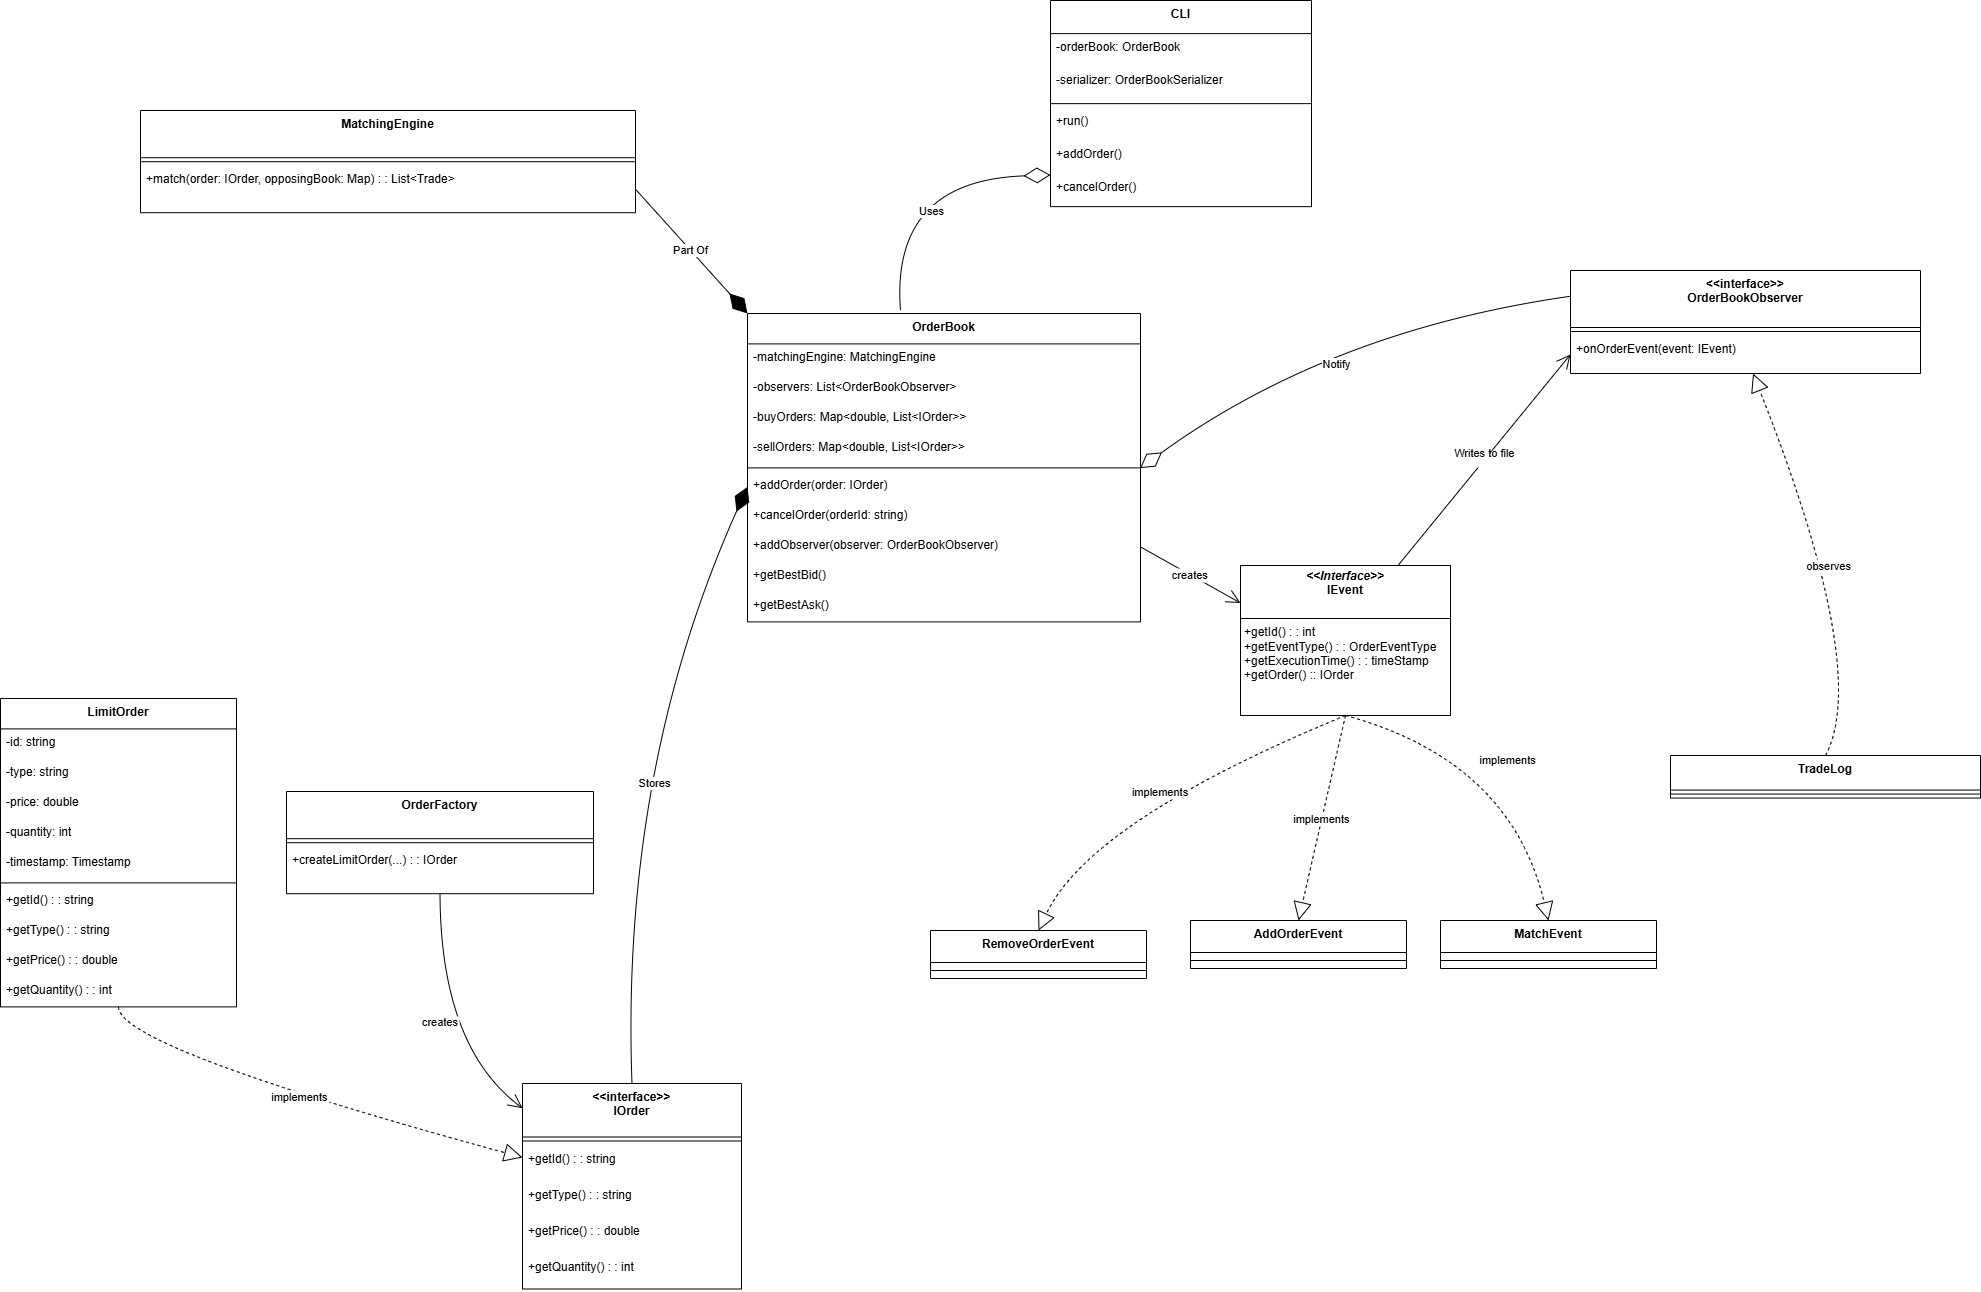 CLI
-orderBook: OrderBook
-serializer: OrderBookSerializer
+run()
+addOrder()
+cancelOrder()
MatchingEngine
+match(order: IOrder, opposingBook: Map) : : List<Trade>
Uses
Part Of
<<interface>>
OrderBookObserver
+onOrderEvent(event: IEvent)
OrderBook
-matchingEngine: MatchingEngine
-observers: List<OrderBookObserver>
-buyOrders: Map<double, List<IOrder>>
-sellOrders: Map<double, List<IOrder>>
+addOrder(order: IOrder)
+cancelOrder(orderId: string)
+addObserver(observer: OrderBookObserver)
+getBestBid()
+getBestAsk()
Notify
Writes to file
creates
observes
<<Interface>>
IEvent
+getId() : : int
+getEventType() : : OrderEventType
+getExecutionTime() : : timeStamp
+getOrder() :: IOrder
LimitOrder
-id: string
-type: string
-price: double
-quantity: int
-timestamp: Timestamp
+getId() : : string
+getType() : : string
+getPrice() : : double
+getQuantity() : : int
OrderFactory
+createLimitOrder(...) : : IOrder
Stores
implements
implements
implements
TradeLog
RemoveOrderEvent
AddOrderEvent
MatchEvent
creates
implements
<<interface>>
IOrder
+getId() : : string
+getType() : : string
+getPrice() : : double
+getQuantity() : : int